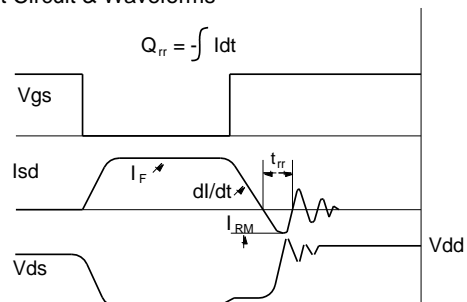 t Circuit & Waveforms
Qrr = -∫ Idt
Vgs
trr
Isd
IF
dI/dt
IRM
Vdd
Vds